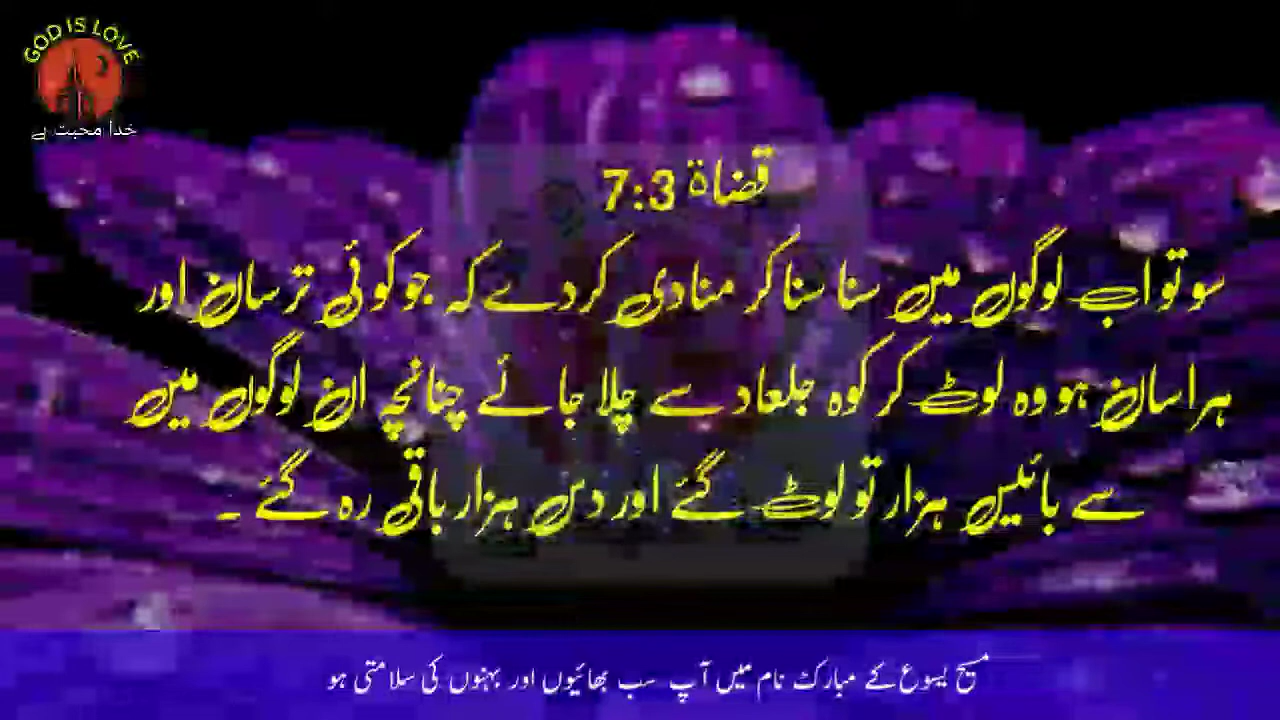 GOD IS LOVE
خدا محبت ہے
قضاۃ 7:3
سو تو اب لوگوں میں سنا سنا کر منادی کر دے کہ جو کوئی ترسان اور
ہراسان ہو وہ لوٹ کر کوہ جلعاد سے چلا جائے چنانچہ ان لوگوں میں
سے بائیس ہزار تو لوٹ گئے اور دس ہزار باقی رہ گئے ۔
مسیح یسوع کے مبارک نام میں آپ سب بھائیوں اور بہنوں کی سلامتی ہو